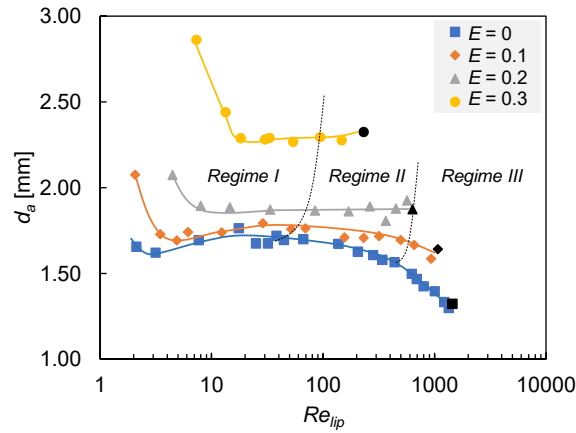 3.00
2.50
2.00
1.50
1.00
d_a [mm]
E = 0
E = 0.1
E = 0.2
E = 0.3
Regime I
Regime II
Regime III
1
10
100
1000
10000
Re_lip